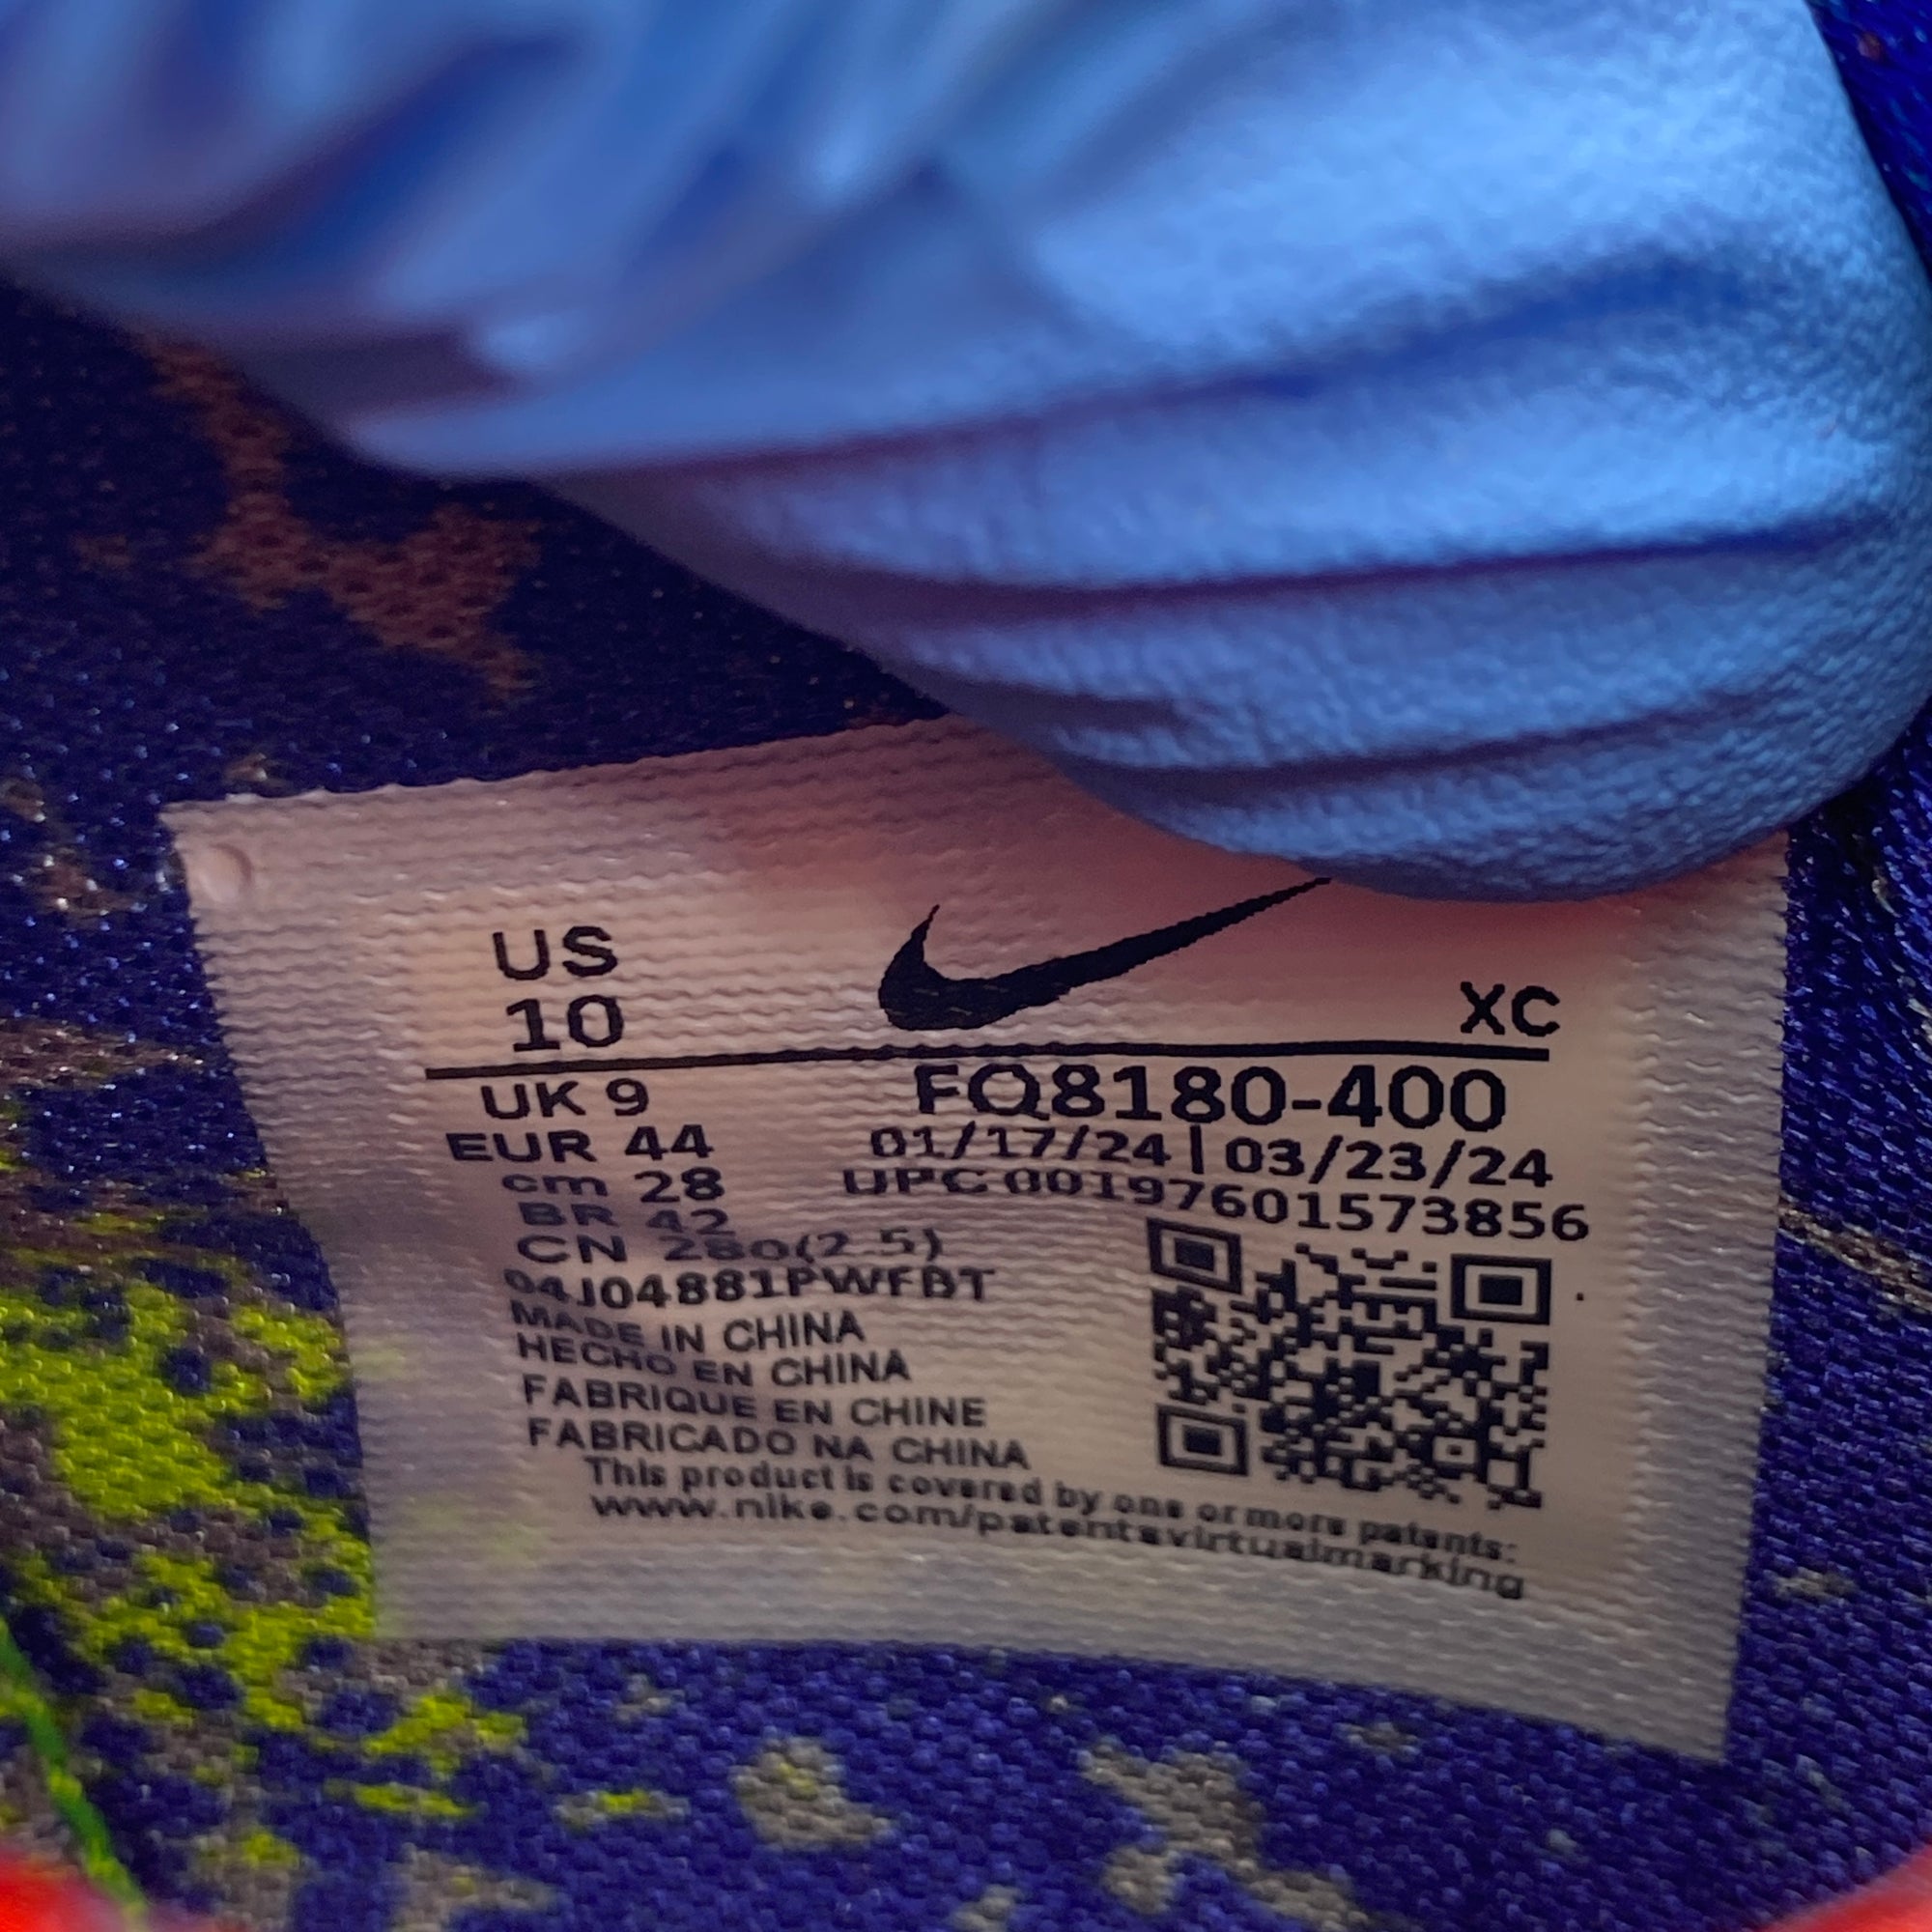 US
10
XC
UK 9
EUR 44
cm 28
BR 42
CN 280(2.5)
FQ8180-400
01/17/24 | 03/23/24
UPC 00197601573856
04J04881PWFBT
MADE IN CHINA
HECHO EN CHINA
FABRIQUE EN CHINE
FABRICADO NA CHINA
This product is covered by one or more patents:
www.nike.com/patentsvirtualmarking